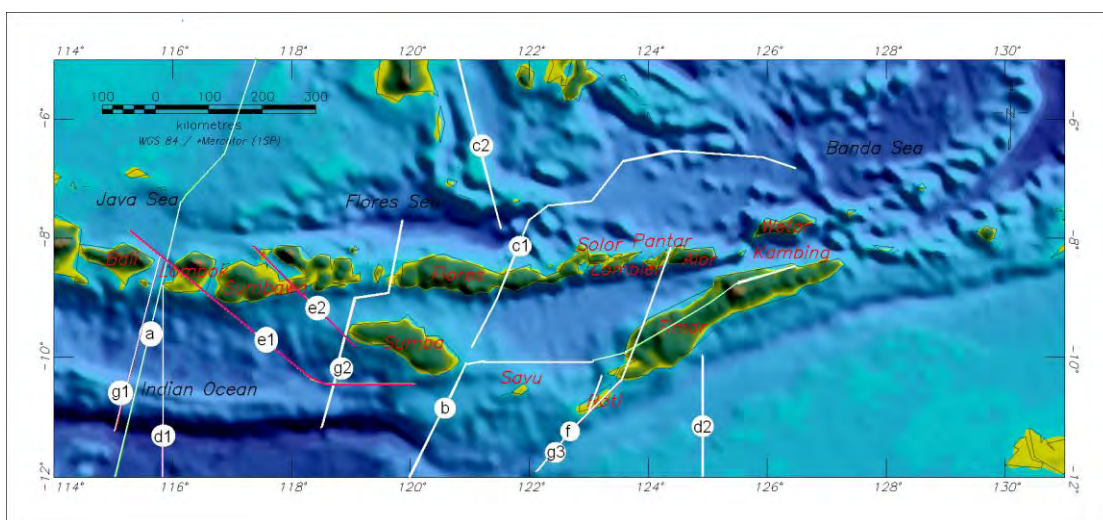 114° 116° 118° 120° 122° 124° 126° 128° 130°
100 0 100 200 300
kilometres
WGS 84 / *Mercator (1SP)
-6° -6°
c2
Banda Sea
Java Sea
Flores Sea
-8° -8°
Wetar
Solor Pantar
Kambing
c1
Bali
Lombok
Flores
Lomblen
Alor
Sumbawa
e2
a
e1
Timor
Sumba
g2
-10° -10°
Savu
g1
Indian Ocean
b
Roti
d1
f
d2
g3
-12° -12°
114° 116° 118° 120° 122° 124° 126° 128° 130°